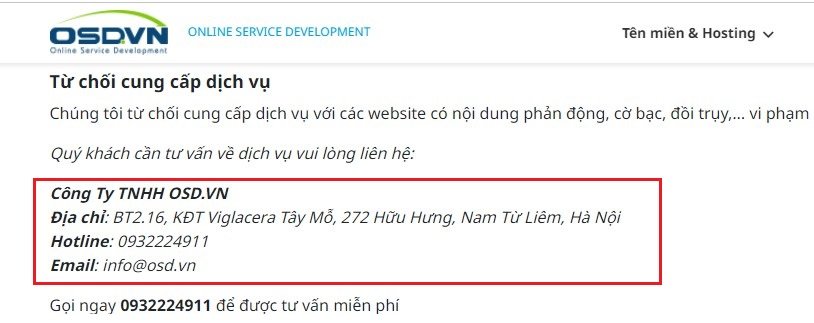 OSD.VN
Online Service Development
ONLINE SERVICE DEVELOPMENT
Tên miền & Hosting
Từ chối cung cấp dịch vụ
Chúng tôi từ chối cung cấp dịch vụ với các website có nội dung phản động, cờ bạc, đồi trụy,... vi phạm
Quý khách cần tư vấn về dịch vụ vui lòng liên hệ:
Công Ty TNHH OSD.VN
Địa chỉ: BT2.16, KĐT Viglacera Tây Mỗ, 272 Hữu Hưng, Nam Từ Liêm, Hà Nội
Hotline: 0932224911
Email: info@osd.vn
Gọi ngay 0932224911 để được tư vấn miễn phí